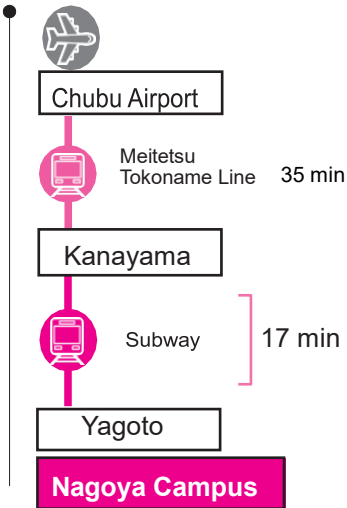 Chubu Airport
Meitetsu
Tokoname Line 35 min
Kanayama
Subway 17 min
Yagoto
Nagoya Campus